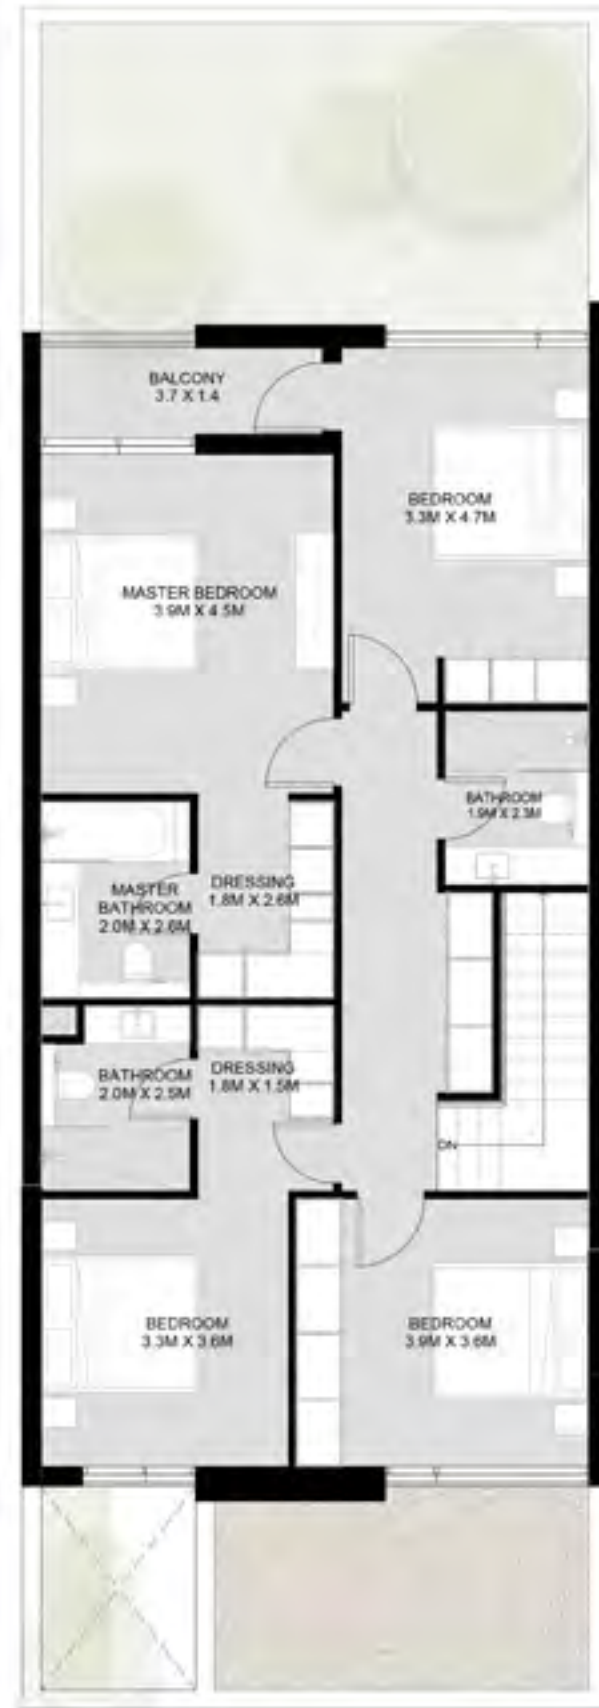 BALCONY
3.7 X 1.4
BEDROOM
3.3M X 4.7M
MASTER BEDROOM
3.9M X 4.5M
BATHROOM
1.9M X 2.3M
MASTER
BATHROOM
2.0M X 2.6M
DRESSING
1.8M X 2.6M
BATHROOM
2.0M X 2.5M
DRESSING
1.8M X 1.5M
DN
BEDROOM
3.3M X 3.6M
BEDROOM
3.9M X 3.6M